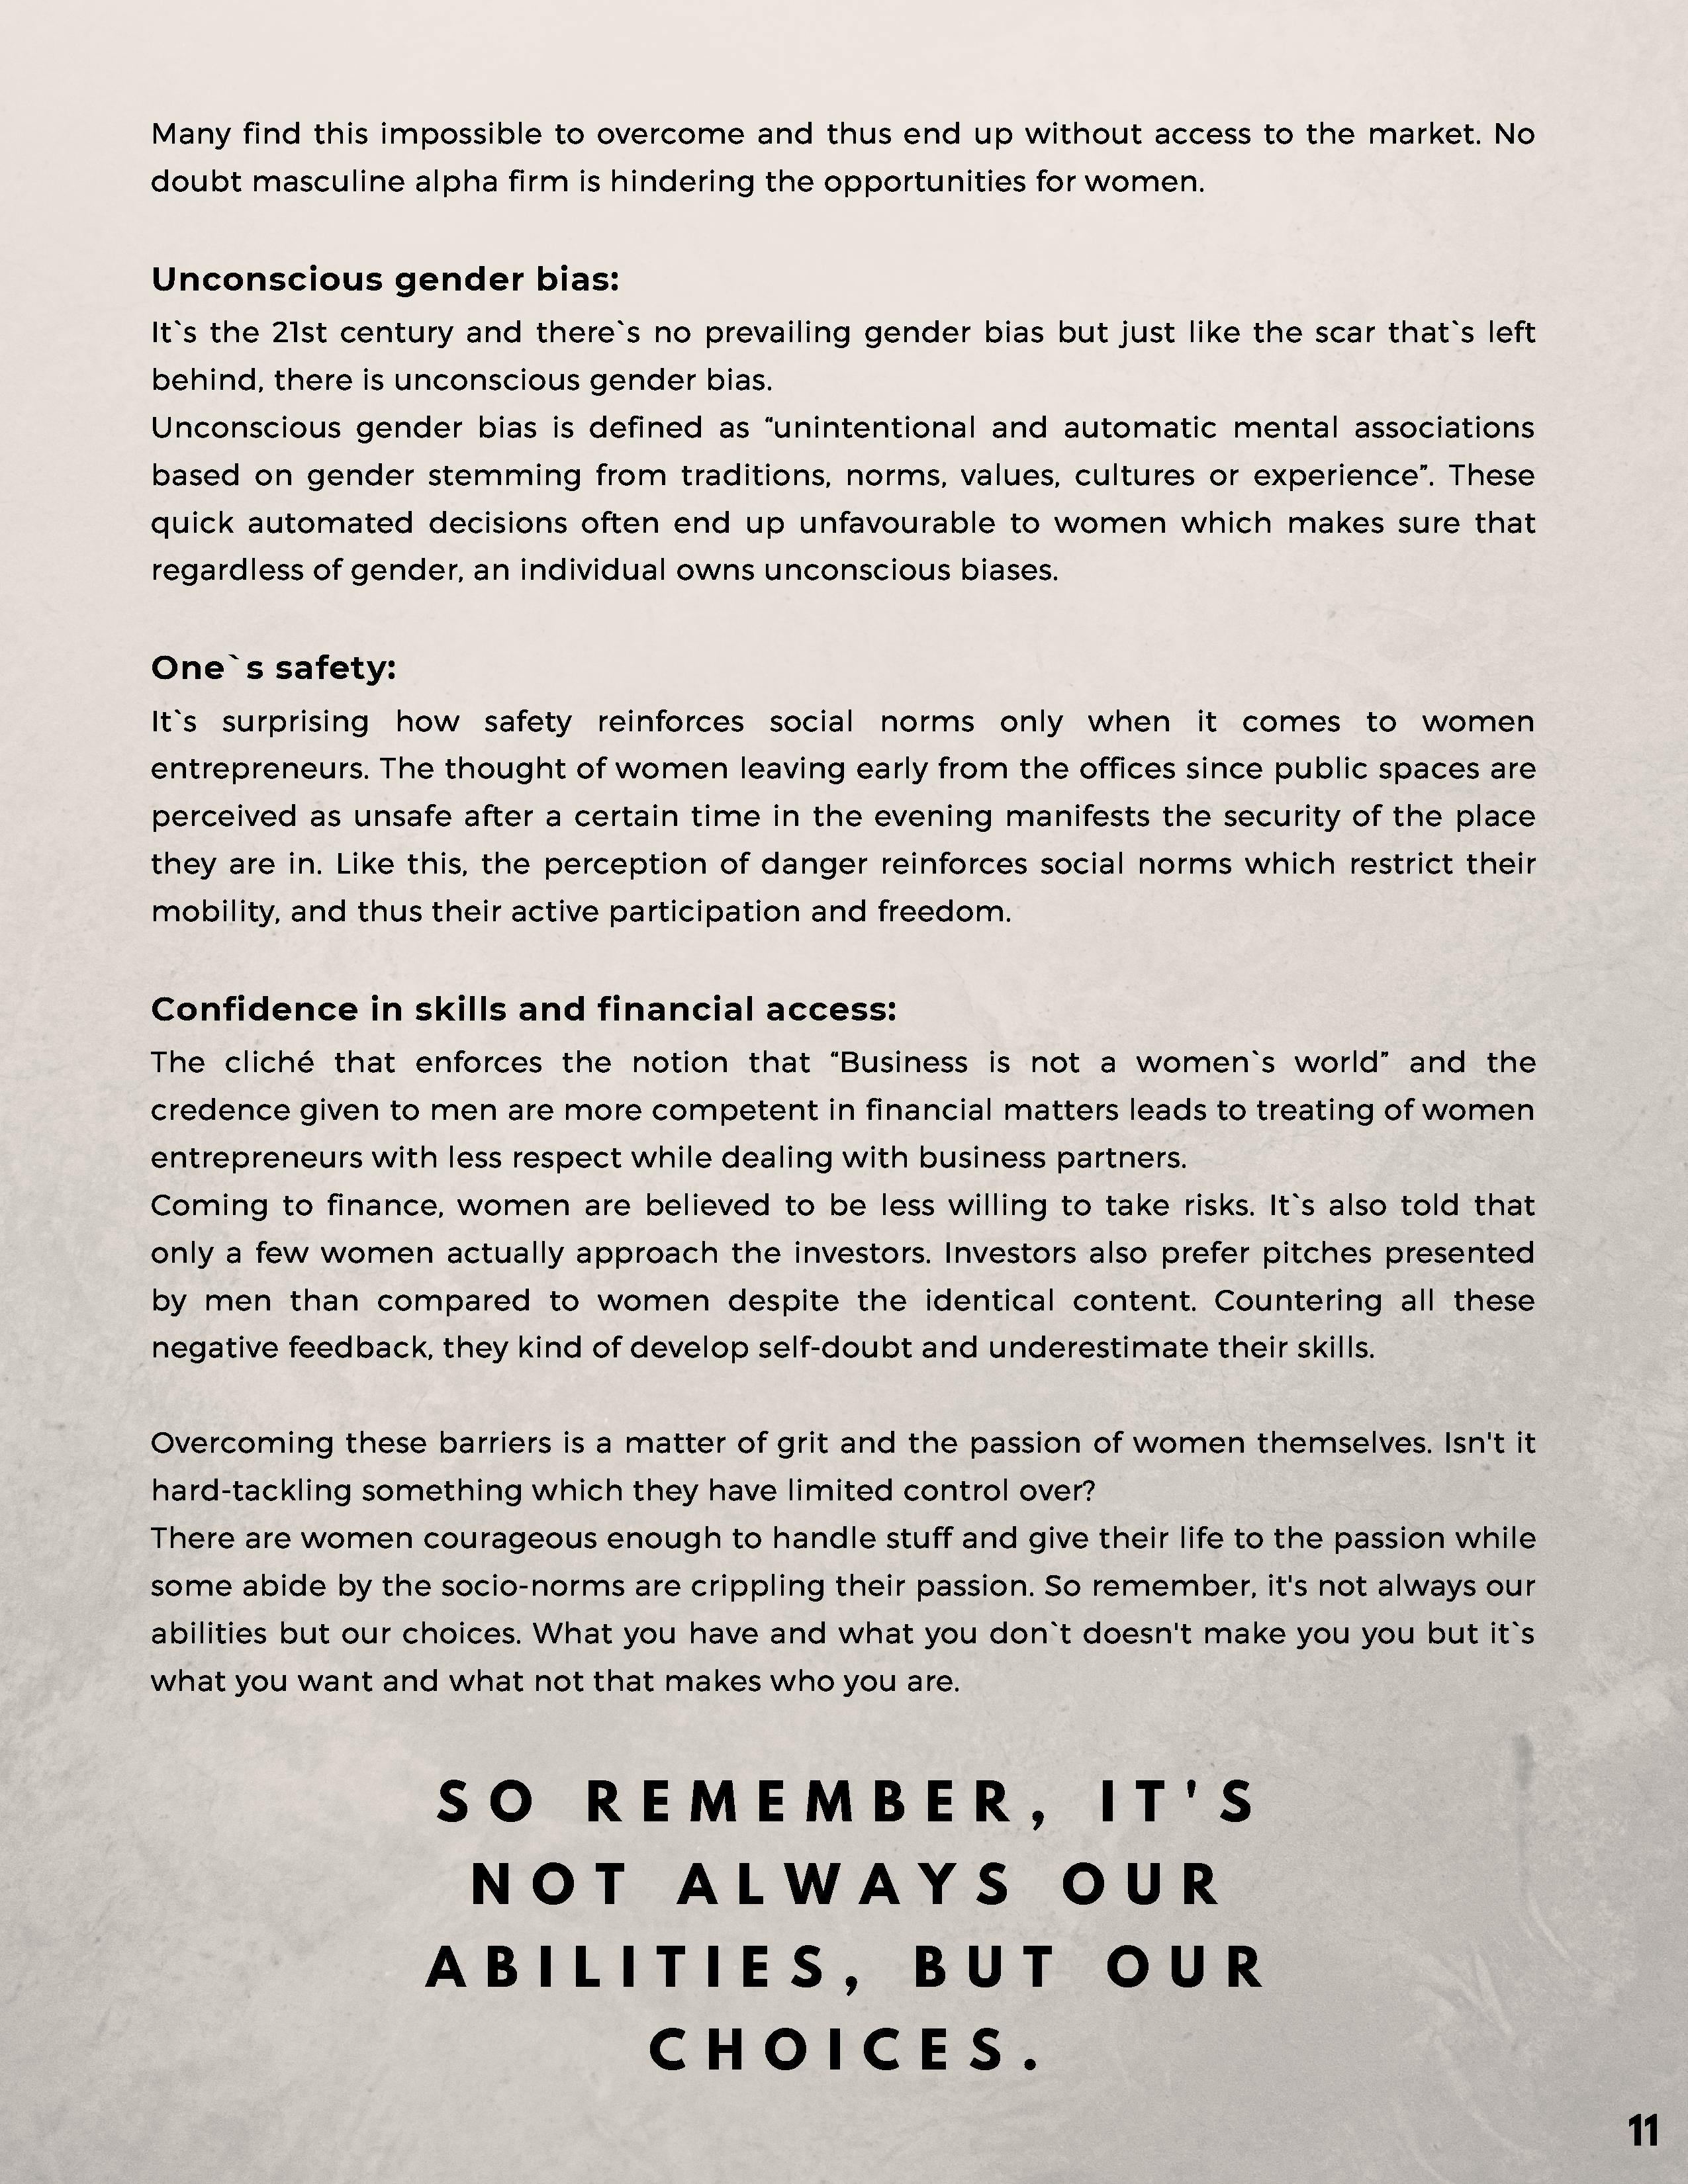 Many find this impossible to overcome and thus end up without access to the market. No
doubt masculine alpha firm is hindering the opportunities for women.
Unconscious gender bias:
It`s the 21st century and there`s no prevailing gender bias but just like the scar that`s left
behind, there is unconscious gender bias.
Unconscious gender bias is defined as “unintentional and automatic mental associations
based on gender stemming from traditions, norms, values, cultures or experience”. These
quick automated decisions often end up unfavourable to women which makes sure that
regardless of gender, an individual owns unconscious biases.
One`s safety:
It`s surprising how safety reinforces social norms only when it comes to women
entrepreneurs. The thought of women leaving early from the offices since public spaces are
perceived as unsafe after a certain time in the evening manifests the security of the place
they are in. Like this, the perception of danger reinforces social norms which restrict their
mobility, and thus their active participation and freedom.
Confidence in skills and financial access:
The cliché that enforces the notion that “Business is not a women`s world” and the
credence given to men are more competent in financial matters leads to treating of women
entrepreneurs with less respect while dealing with business partners.
Coming to finance, women are believed to be less willing to take risks. It`s also told that
only a few women actually approach the investors. Investors also prefer pitches presented
by men than compared to women despite the identical content. Countering all these
negative feedback, they kind of develop self-doubt and underestimate their skills.
Overcoming these barriers is a matter of grit and the passion of women themselves. Isn't it
hard-tackling something which they have limited control over?
There are women courageous enough to handle stuff and give their life to the passion while
some abide by the socio-norms are crippling their passion. So remember, it's not always our
abilities but our choices. What you have and what you don`t doesn't make you you but it`s
what you want and what not that makes who you are.
SO REMEMBER, IT'S
NOT ALWAYS OUR
ABILITIES, BUT OUR
CHOICES.
11